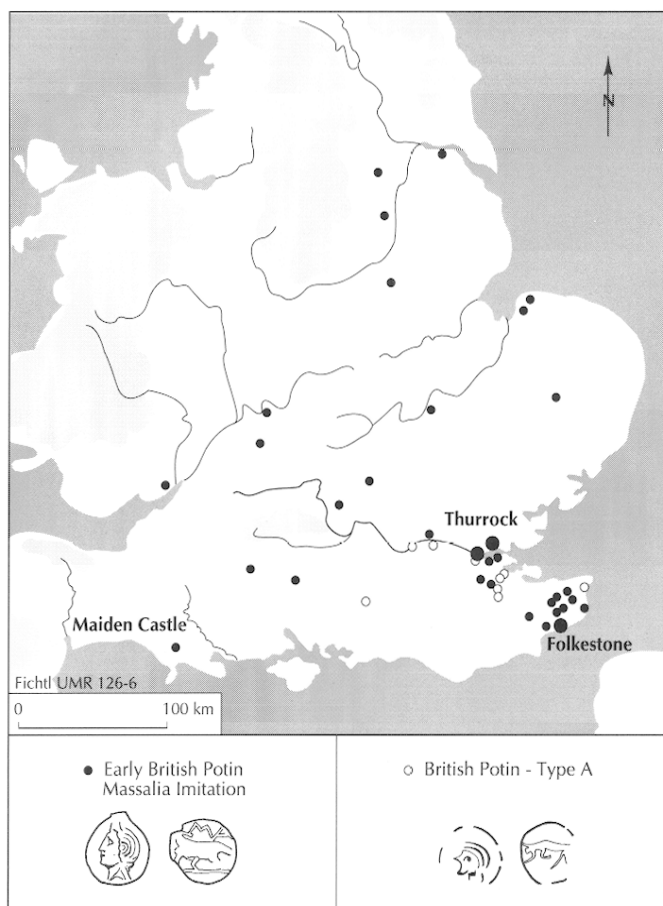 N
Thurrock
Maiden Castle
Folkestone
Fichtl UMR 126-6
0 100 km
● Early British Potin
Massalia Imitation
○ British Potin - Type A